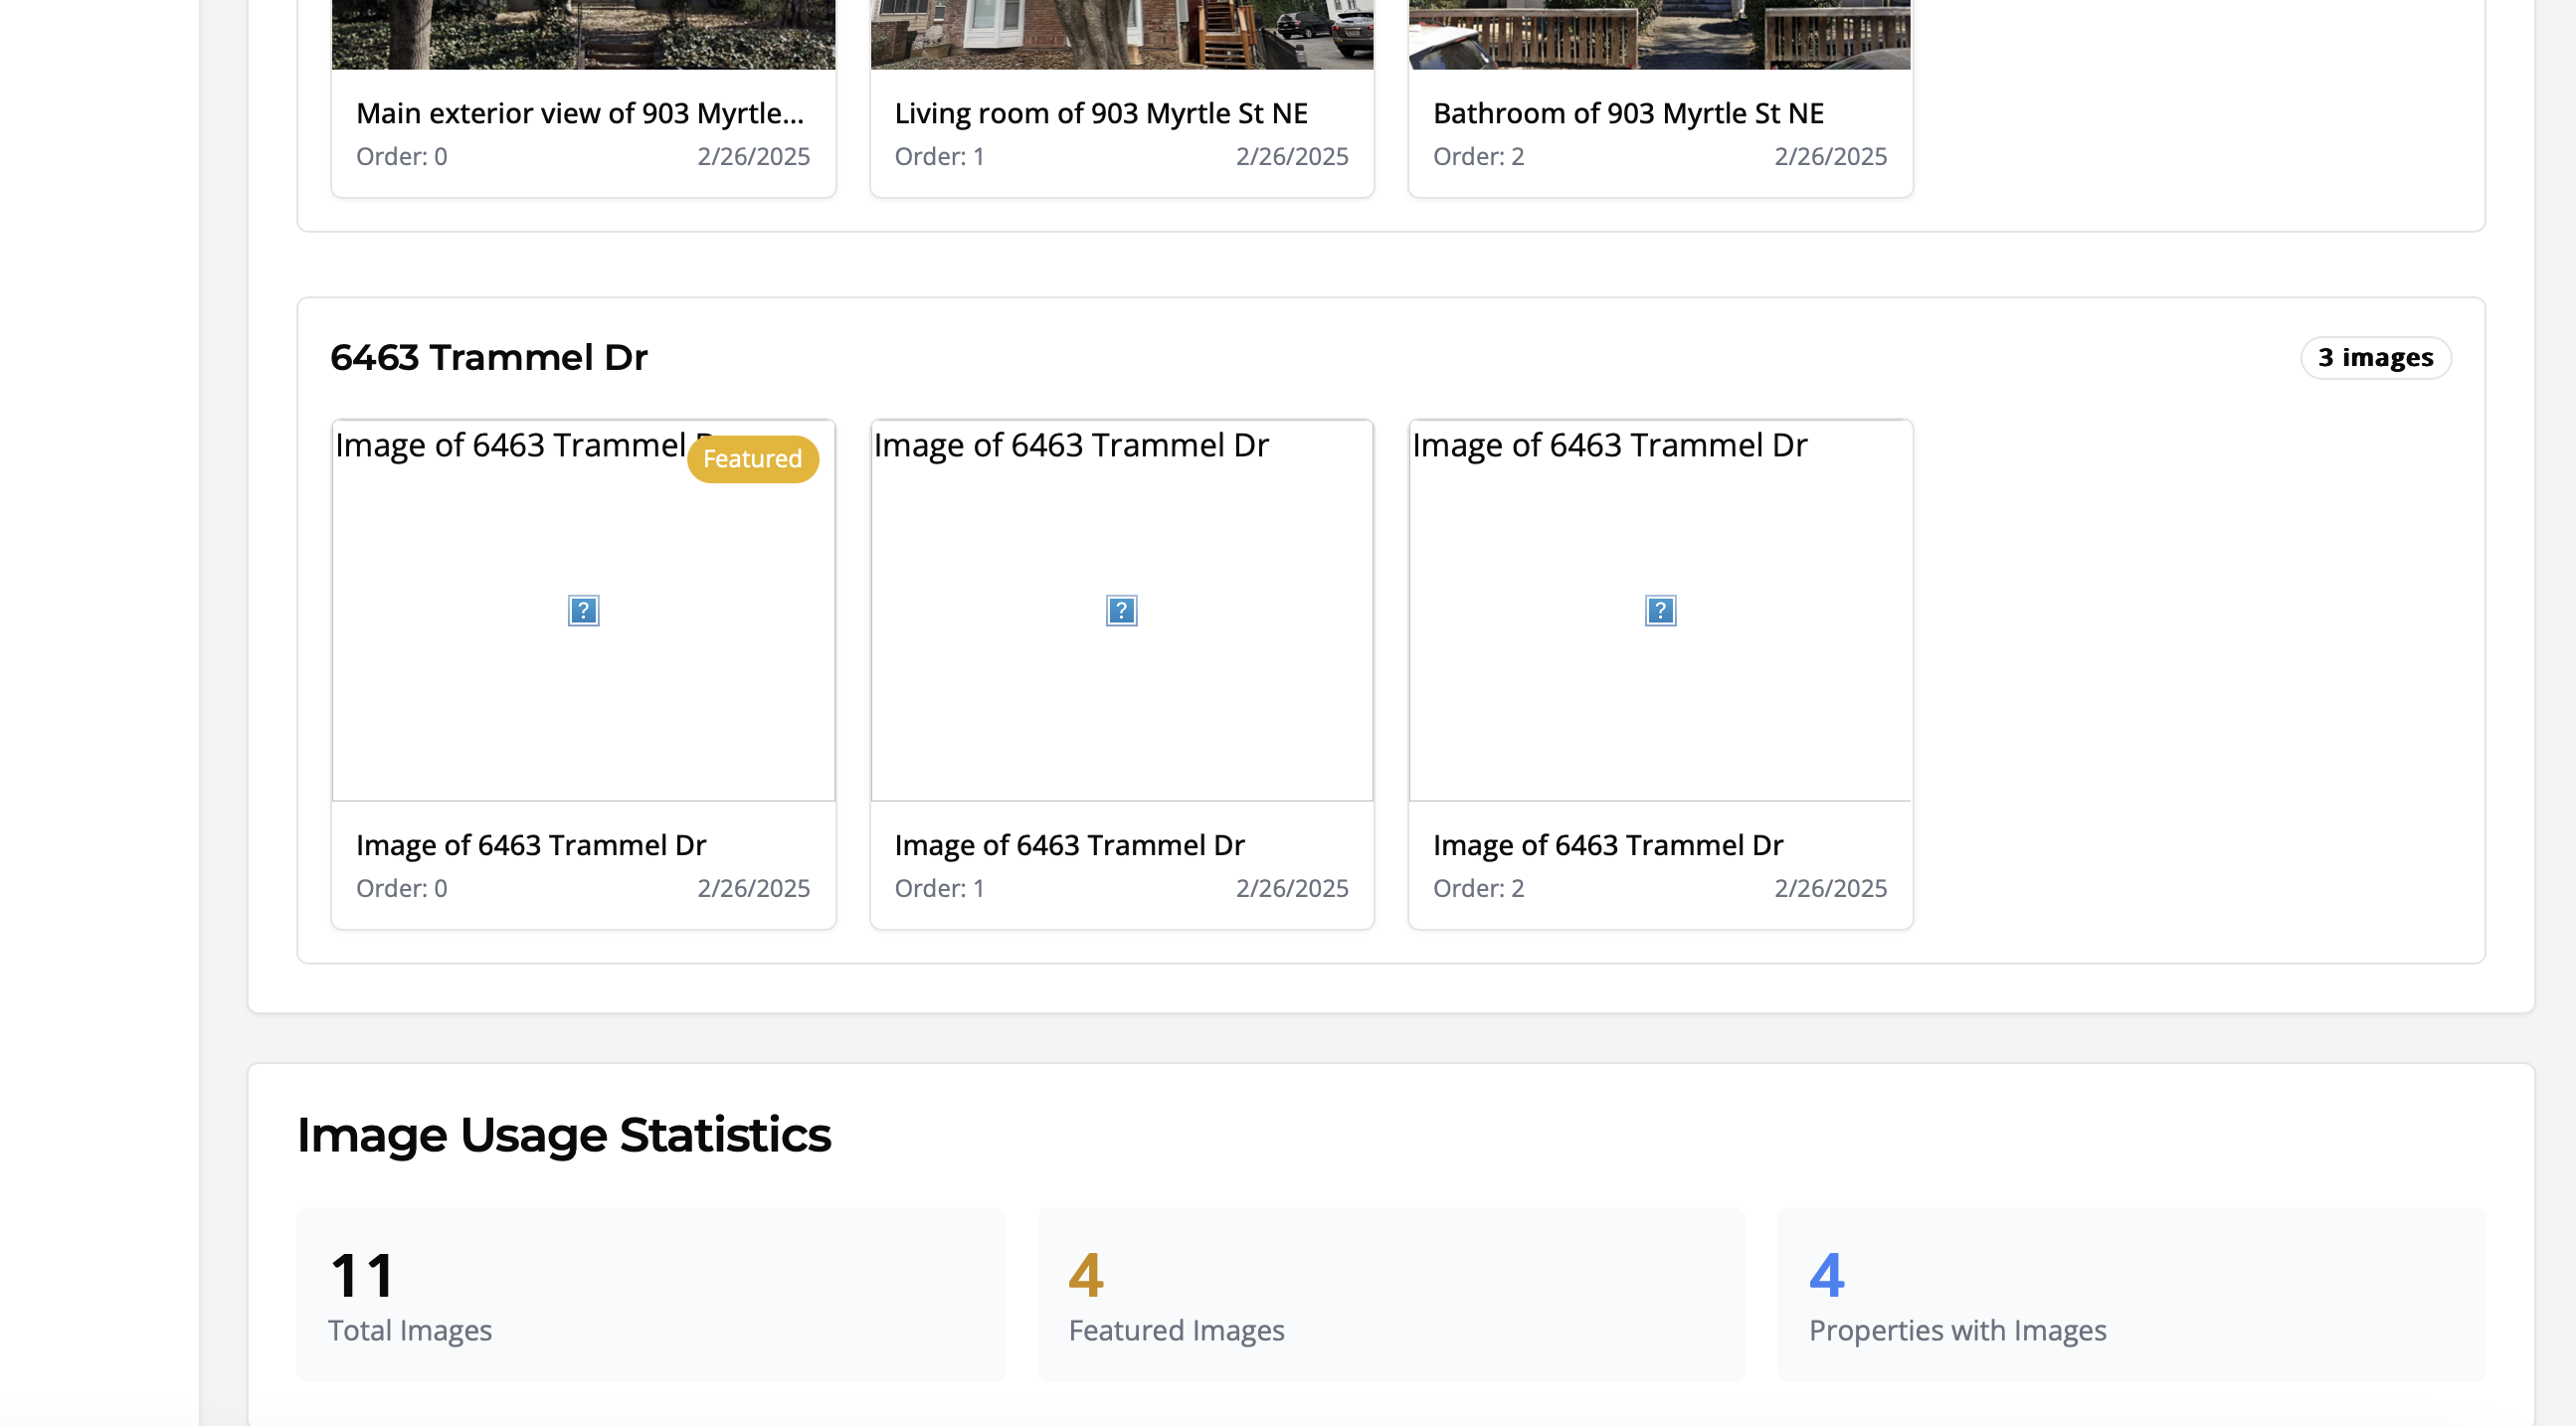 Main exterior view of 903 Myrtle...
Order: 0
2/26/2025
Living room of 903 Myrtle St NE
Order: 1
2/26/2025
Bathroom of 903 Myrtle St NE
Order: 2
2/26/2025
6463 Trammel Dr
3 images
Image of 6463 Trammel
Featured
Image of 6463 Trammel Dr
Image of 6463 Trammel Dr
?
?
?
Image of 6463 Trammel Dr
Order: 0
2/26/2025
Image of 6463 Trammel Dr
Order: 1
2/26/2025
Image of 6463 Trammel Dr
Order: 2
2/26/2025
Image Usage Statistics
11
Total Images
4
Featured Images
4
Properties with Images